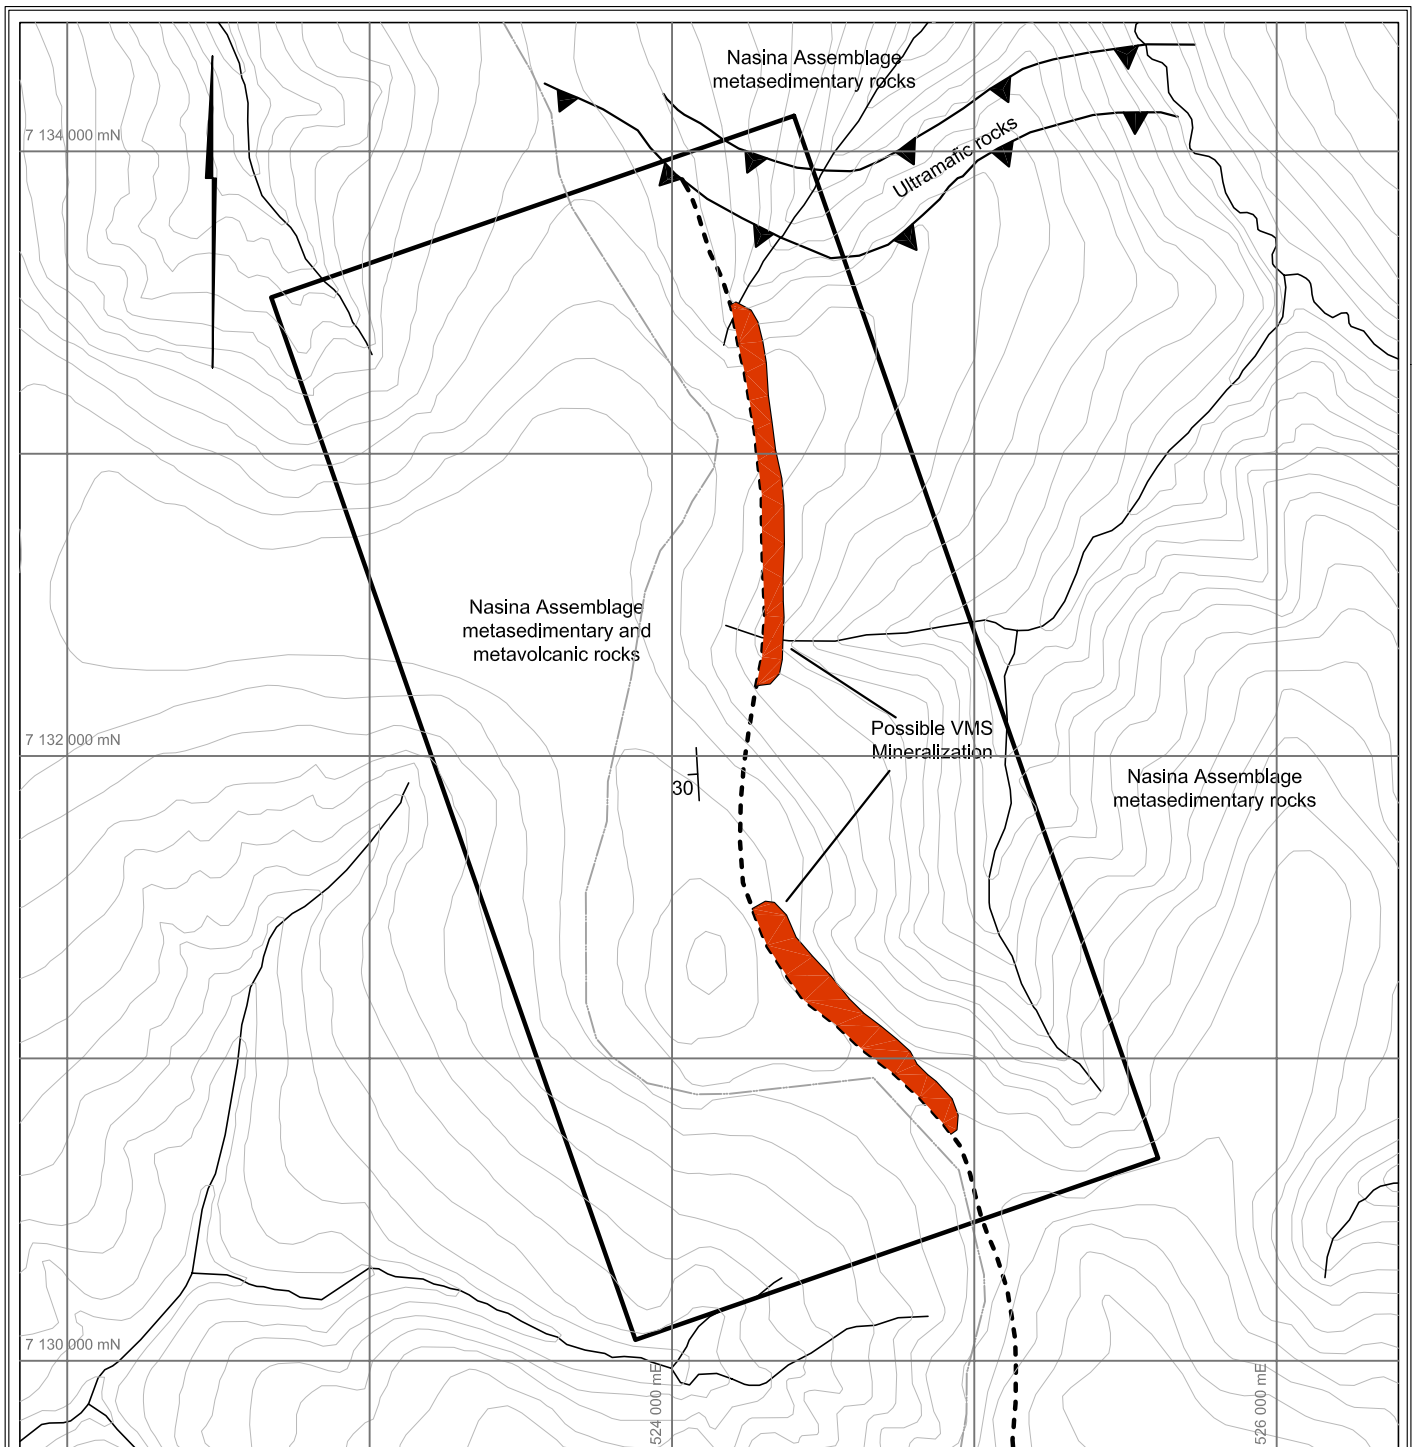 Nasina Assemblage
metasedimentary rocks
7 134 000 mN
Ultramafic rocks
Nasina Assemblage
metasedimentary and
metavolcanic rocks
Possible VMS
Mineralization
7 132 000 mN
30
Nasina Assemblage
metasedimentary rocks
7 130 000 mN
524 000 mE
526 000 mE